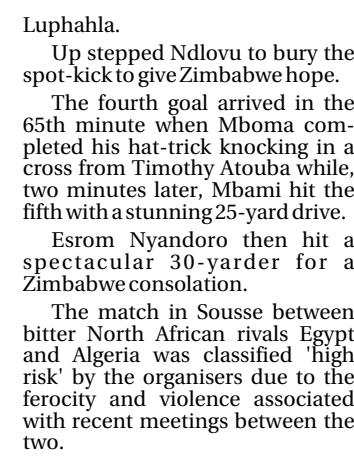 Luphahla.
Up stepped Ndlovu to bury the
spot-kick to give Zimbabwe hope.
The fourth goal arrived in the
65th minute when Mboma com-
pleted his hat-trick knocking in a
cross from Timothy Atouba while,
two minutes later, Mbami hit the
fifth with a stunning 25-yard drive.
Esrom Nyandoro then hit a
spectacular 30-yarder for a
Zimbabwe consolation.
The match in Sousse between
bitter North African rivals Egypt
and Algeria was classified 'high
risk' by the organisers due to the
ferocity and violence associated
with recent meetings between the
two.